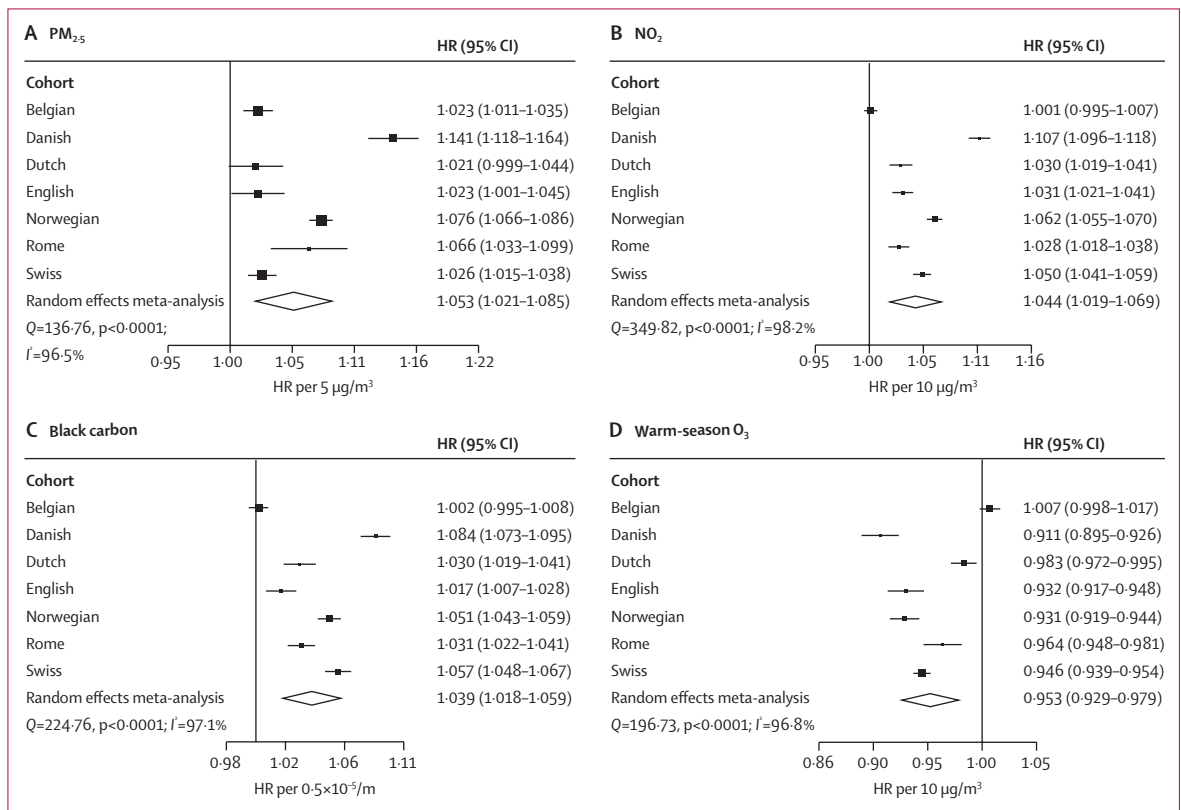 A PM2·5
HR (95% CI)
Cohort
Belgian 1·023 (1·011–1·035)
Danish 1·141 (1·118–1·164)
Dutch 1·021 (0·999–1·044)
English 1·023 (1·001–1·045)
Norwegian 1·076 (1·066–1·086)
Rome 1·066 (1·033–1·099)
Swiss 1·026 (1·015–1·038)
Random effects meta-analysis 1·053 (1·021–1·085)
Q=136·76, p<0·0001;
I²=96·5%
0·95 1·00 1·05 1·11 1·16 1·22
HR per 5 µg/m³
B NO₂
HR (95% CI)
Cohort
Belgian 1·001 (0·995–1·007)
Danish 1·107 (1·096–1·118)
Dutch 1·030 (1·019–1·041)
English 1·031 (1·021–1·041)
Norwegian 1·062 (1·055–1·070)
Rome 1·028 (1·018–1·038)
Swiss 1·050 (1·041–1·059)
Random effects meta-analysis 1·044 (1·019–1·069)
Q=349·82, p<0·0001; I²=98·2%
0·95 1·00 1·05 1·11 1·16
HR per 10 µg/m³
C Black carbon
HR (95% CI)
Cohort
Belgian 1·002 (0·995–1·008)
Danish 1·084 (1·073–1·095)
Dutch 1·030 (1·019–1·041)
English 1·017 (1·007–1·028)
Norwegian 1·051 (1·043–1·059)
Rome 1·031 (1·022–1·041)
Swiss 1·057 (1·048–1·067)
Random effects meta-analysis 1·039 (1·018–1·059)
Q=224·76, p<0·0001; I²=97·1%
0·98 1·02 1·06 1·11
HR per 0·5×10⁻⁵/m
D Warm-season O₃
HR (95% CI)
Cohort
Belgian 1·007 (0·998–1·017)
Danish 0·911 (0·895–0·926)
Dutch 0·983 (0·972–0·995)
English 0·932 (0·917–0·948)
Norwegian 0·931 (0·919–0·944)
Rome 0·964 (0·948–0·981)
Swiss 0·946 (0·939–0·954)
Random effects meta-analysis 0·953 (0·929–0·979)
Q=196·73, p<0·0001; I²=96·8%
0·86 0·90 0·95 1·00 1·05
HR per 10 µg/m³